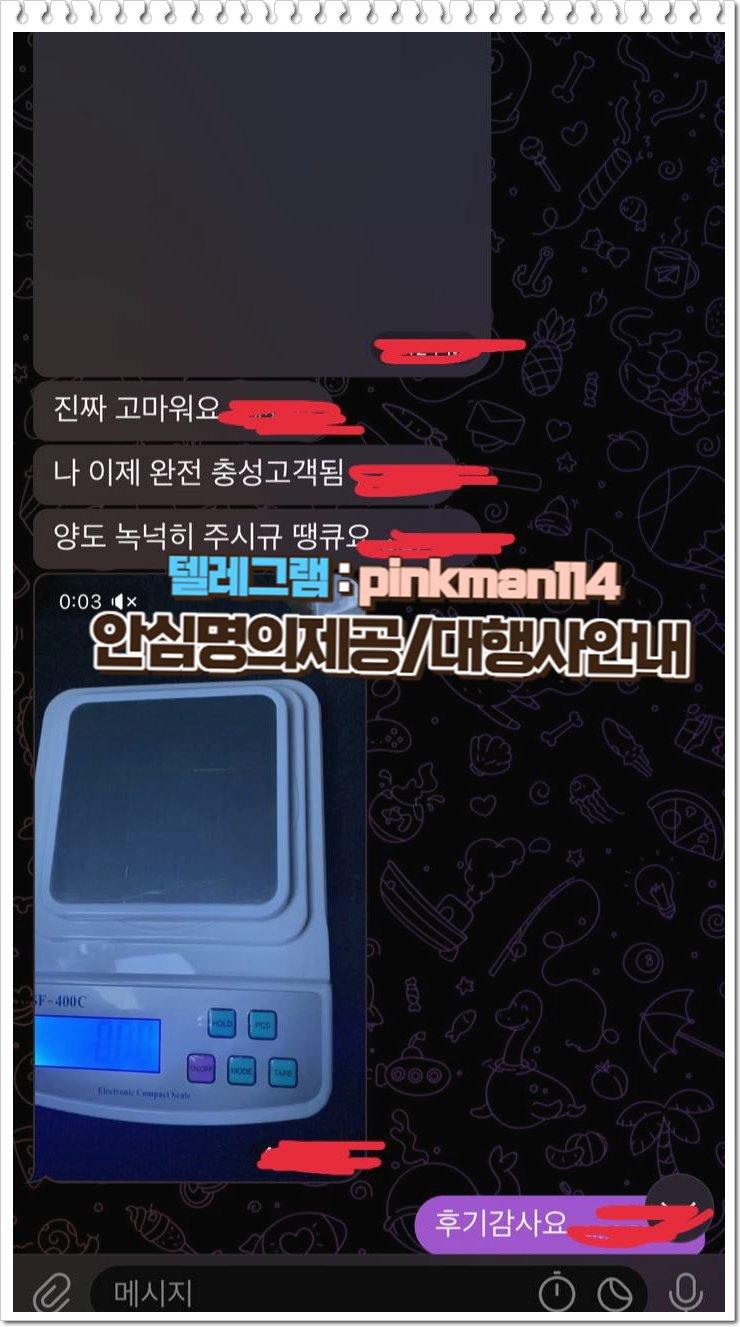 진짜 고마워요
나 이제 완전 충성고객됨
양도 녹넉히 주시규 땡큐요
텔레그램 : pinkman114
0:03
안심명의제공/대행사안내
SF-400C
HOLD PCS
ON/OFF MODE TARE
Electronic Compact Scale
후기감사요
메시지